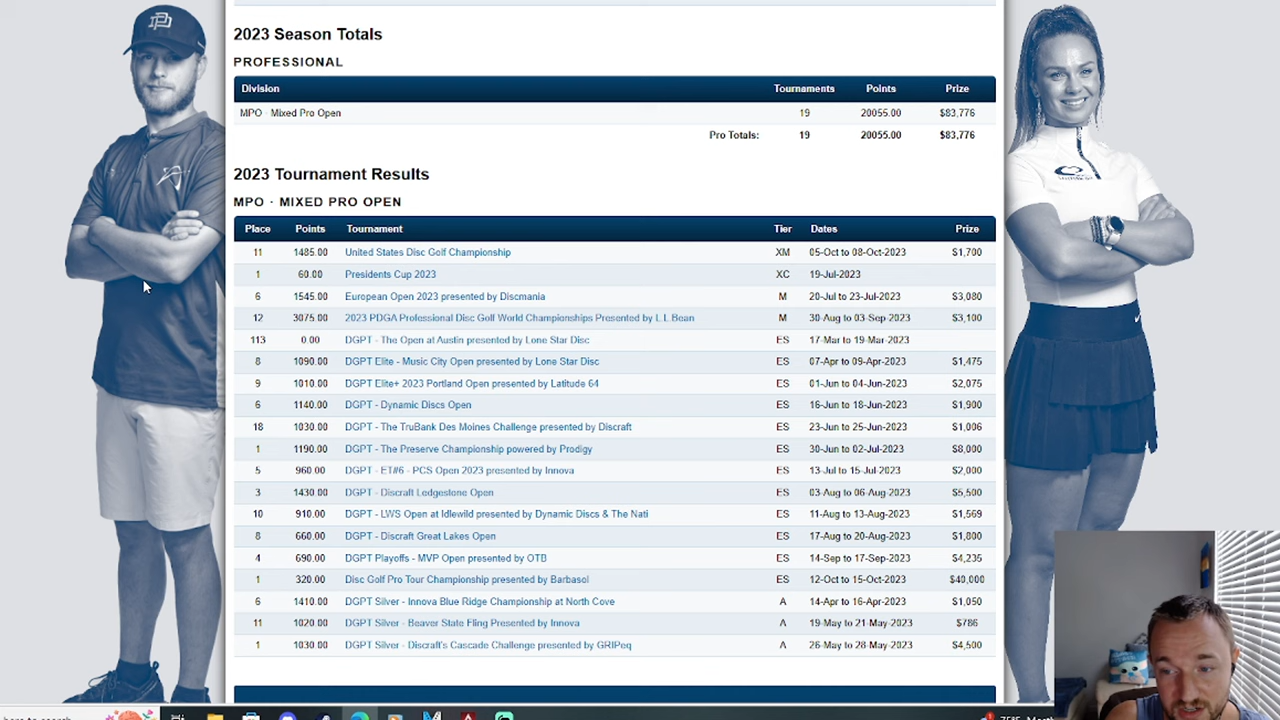 2023 Season Totals
PROFESSIONAL
Division Tournaments Points Prize
MPO · Mixed Pro Open 19 20055.00 $83,776
Pro Totals: 19 20055.00 $83,776
2023 Tournament Results
MPO · MIXED PRO OPEN
Place Points Tournament Tier Dates Prize
11 1485.00 United States Disc Golf Championship XM 05-Oct to 08-Oct-2023 $1,700
1 60.00 Presidents Cup 2023 XC 19-Jul-2023
6 1545.00 European Open 2023 presented by Discmania M 20-Jul to 23-Jul-2023 $3,080
12 3075.00 2023 PDGA Professional Disc Golf World Championships Presented by L.L.Bean M 30-Aug to 03-Sep-2023 $3,100
113 0.00 DGPT - The Open at Austin presented by Lone Star Disc ES 17-Mar to 19-Mar-2023
8 1090.00 DGPT Elite - Music City Open presented by Lone Star Disc ES 07-Apr to 09-Apr-2023 $1,475
9 1010.00 DGPT Elite+ 2023 Portland Open presented by Latitude 64 ES 01-Jun to 04-Jun-2023 $2,075
6 1140.00 DGPT - Dynamic Discs Open ES 16-Jun to 18-Jun-2023 $1,900
18 1030.00 DGPT - The TruBank Des Moines Challenge presented by Discraft ES 23-Jun to 25-Jun-2023 $1,006
1 1190.00 DGPT - The Preserve Championship powered by Prodigy ES 30-Jun to 02-Jul-2023 $8,000
5 960.00 DGPT - ET#6 - PCS Open 2023 presented by Innova ES 13-Jul to 15-Jul-2023 $2,000
3 1430.00 DGPT - Discraft Ledgestone Open ES 03-Aug to 06-Aug-2023 $5,500
10 910.00 DGPT - LWS Open at Idlewild presented by Dynamic Discs & The Nati ES 11-Aug to 13-Aug-2023 $1,569
8 660.00 DGPT - Discraft Great Lakes Open ES 17-Aug to 20-Aug-2023 $1,800
4 690.00 DGPT Playoffs - MVP Open presented by OTB ES 14-Sep to 17-Sep-2023 $4,235
1 320.00 Disc Golf Pro Tour Championship presented by Barbasol ES 12-Oct to 15-Oct-2023 $40,000
6 1410.00 DGPT Silver - Innova Blue Ridge Championship at North Cove A 14-Apr to 16-Apr-2023 $1,050
11 1020.00 DGPT Silver - Beaver State Fling Presented by Innova A 19-May to 21-May-2023 $786
1 1030.00 DGPT Silver - Discraft's Cascade Challenge presented by GRIPeq A 26-May to 28-May-2023 $4,500